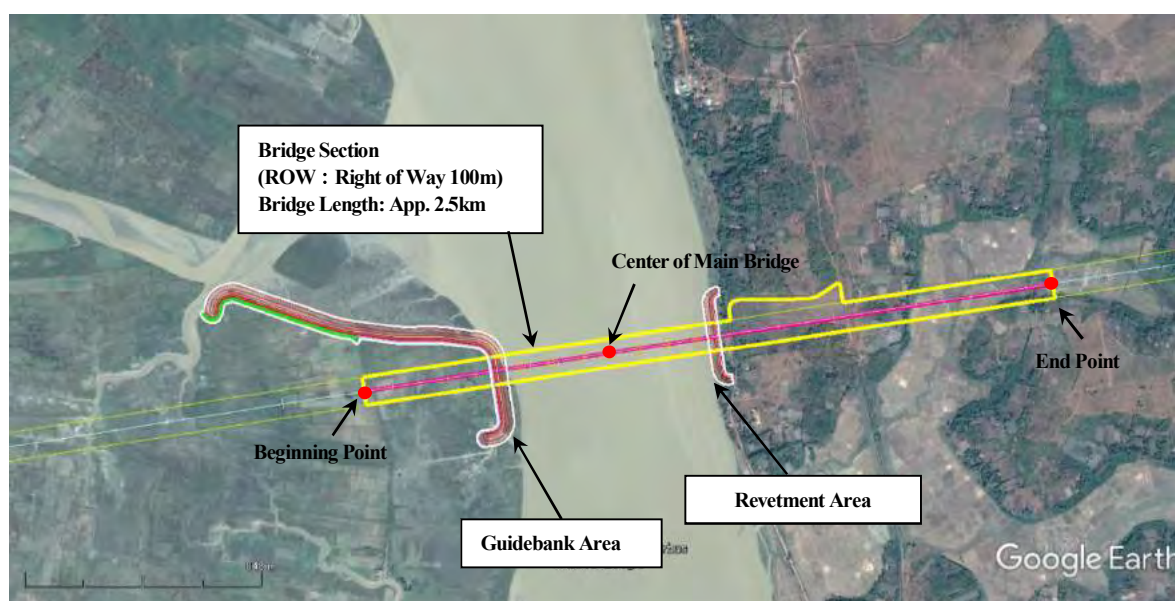 Bridge Section
(ROW : Right of Way 100m)
Bridge Length: App. 2.5km
Center of Main Bridge
End Point
Beginning Point
Revetment Area
Guidebank Area
Google Earth